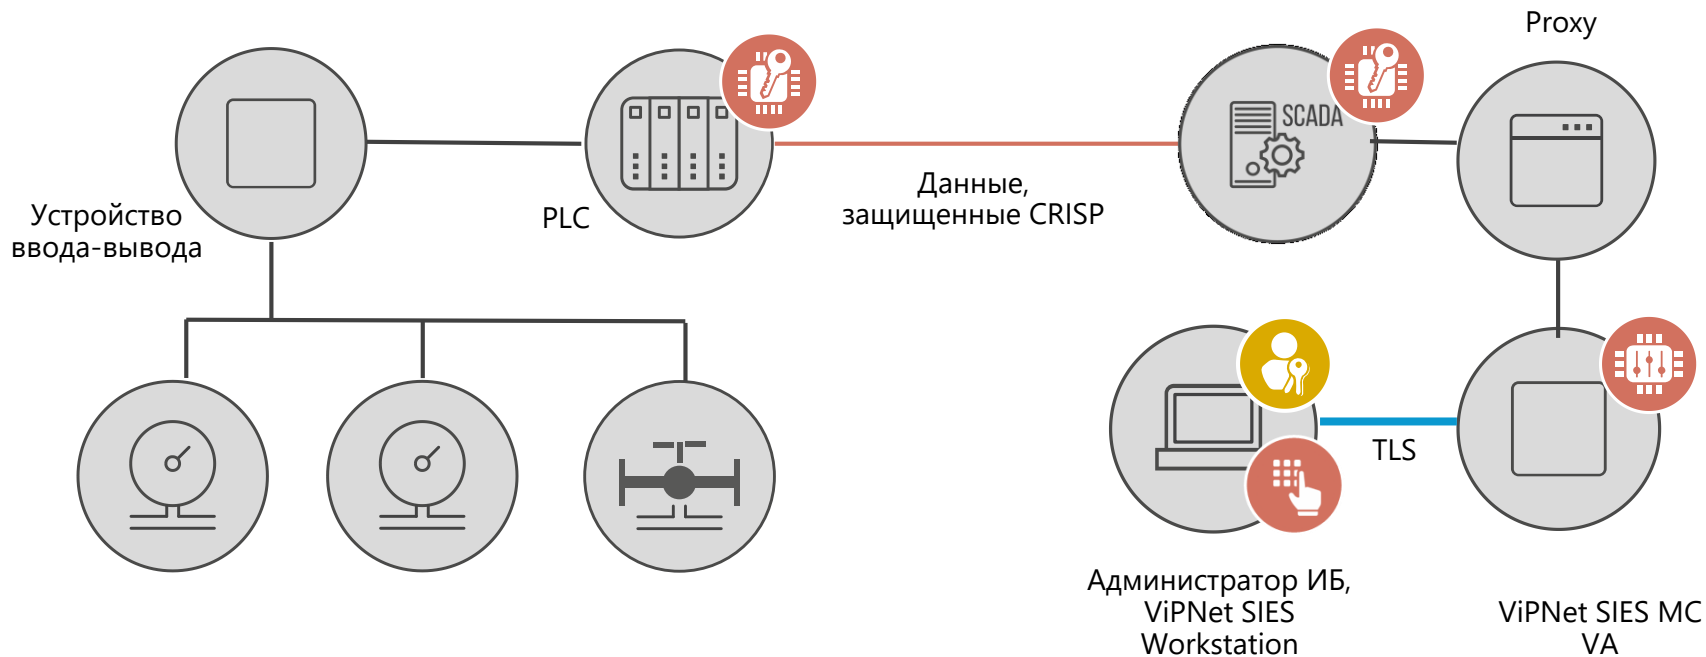 Proxy
SCADA
Устройство
ввода-вывода
PLC
Данные,
защищенные CRISP
TLS
Администратор ИБ,
ViPNet SIES
Workstation
ViPNet SIES MC
VA